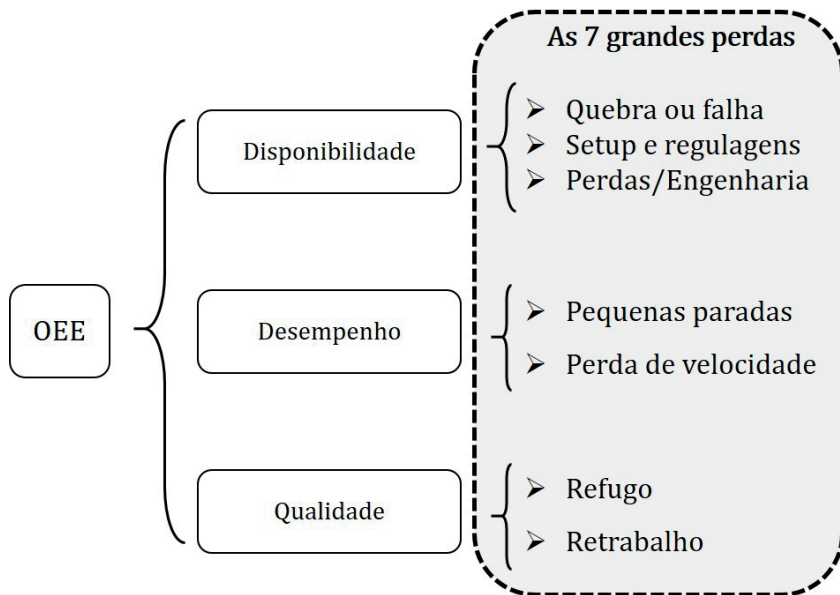 As 7 grandes perdas
OEE
Disponibilidade
Quebra ou falha
Setup e regulagens
Perdas/Engenharia
Desempenho
Pequenas paradas
Perda de velocidade
Qualidade
Refugo
Retrabalho